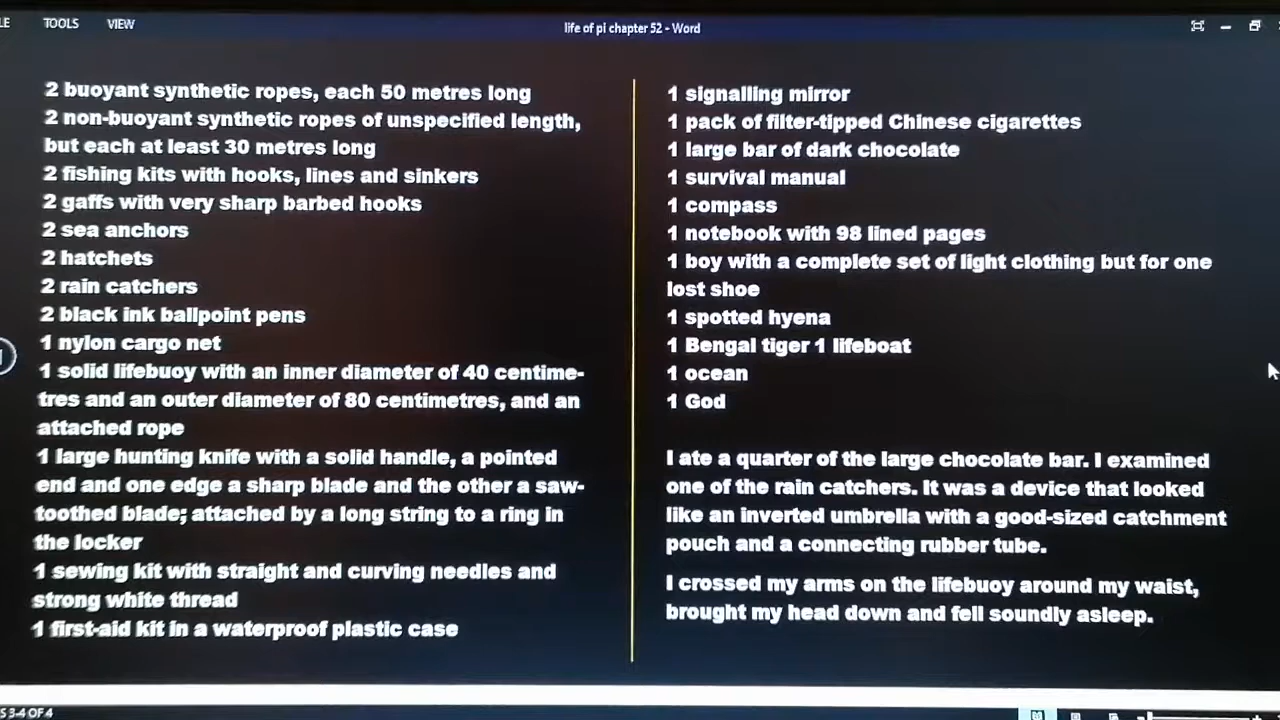 TOOLS VIEW
life of pi chapter 52 - Word
2 buoyant synthetic ropes, each 50 metres long
2 non-buoyant synthetic ropes of unspecified length,
but each at least 30 metres long
2 fishing kits with hooks, lines and sinkers
2 gaffs with very sharp barbed hooks
2 sea anchors
2 hatchets
2 rain catchers
2 black ink ballpoint pens
1 nylon cargo net
1 solid lifebuoy with an inner diameter of 40 centime-
tres and an outer diameter of 80 centimetres, and an
attached rope
1 large hunting knife with a solid handle, a pointed
end and one edge a sharp blade and the other a saw-
toothed blade; attached by a long string to a ring in
the locker
1 sewing kit with straight and curving needles and
strong white thread
1 first-aid kit in a waterproof plastic case
1 signalling mirror
1 pack of filter-tipped Chinese cigarettes
1 large bar of dark chocolate
1 survival manual
1 compass
1 notebook with 98 lined pages
1 boy with a complete set of light clothing but for one
lost shoe
1 spotted hyena
1 Bengal tiger 1 lifeboat
1 ocean
1 God
I ate a quarter of the large chocolate bar. I examined
one of the rain catchers. It was a device that looked
like an inverted umbrella with a good-sized catchment
pouch and a connecting rubber tube.
I crossed my arms on the lifebuoy around my waist,
brought my head down and fell soundly asleep.
S 3-4 OF 4